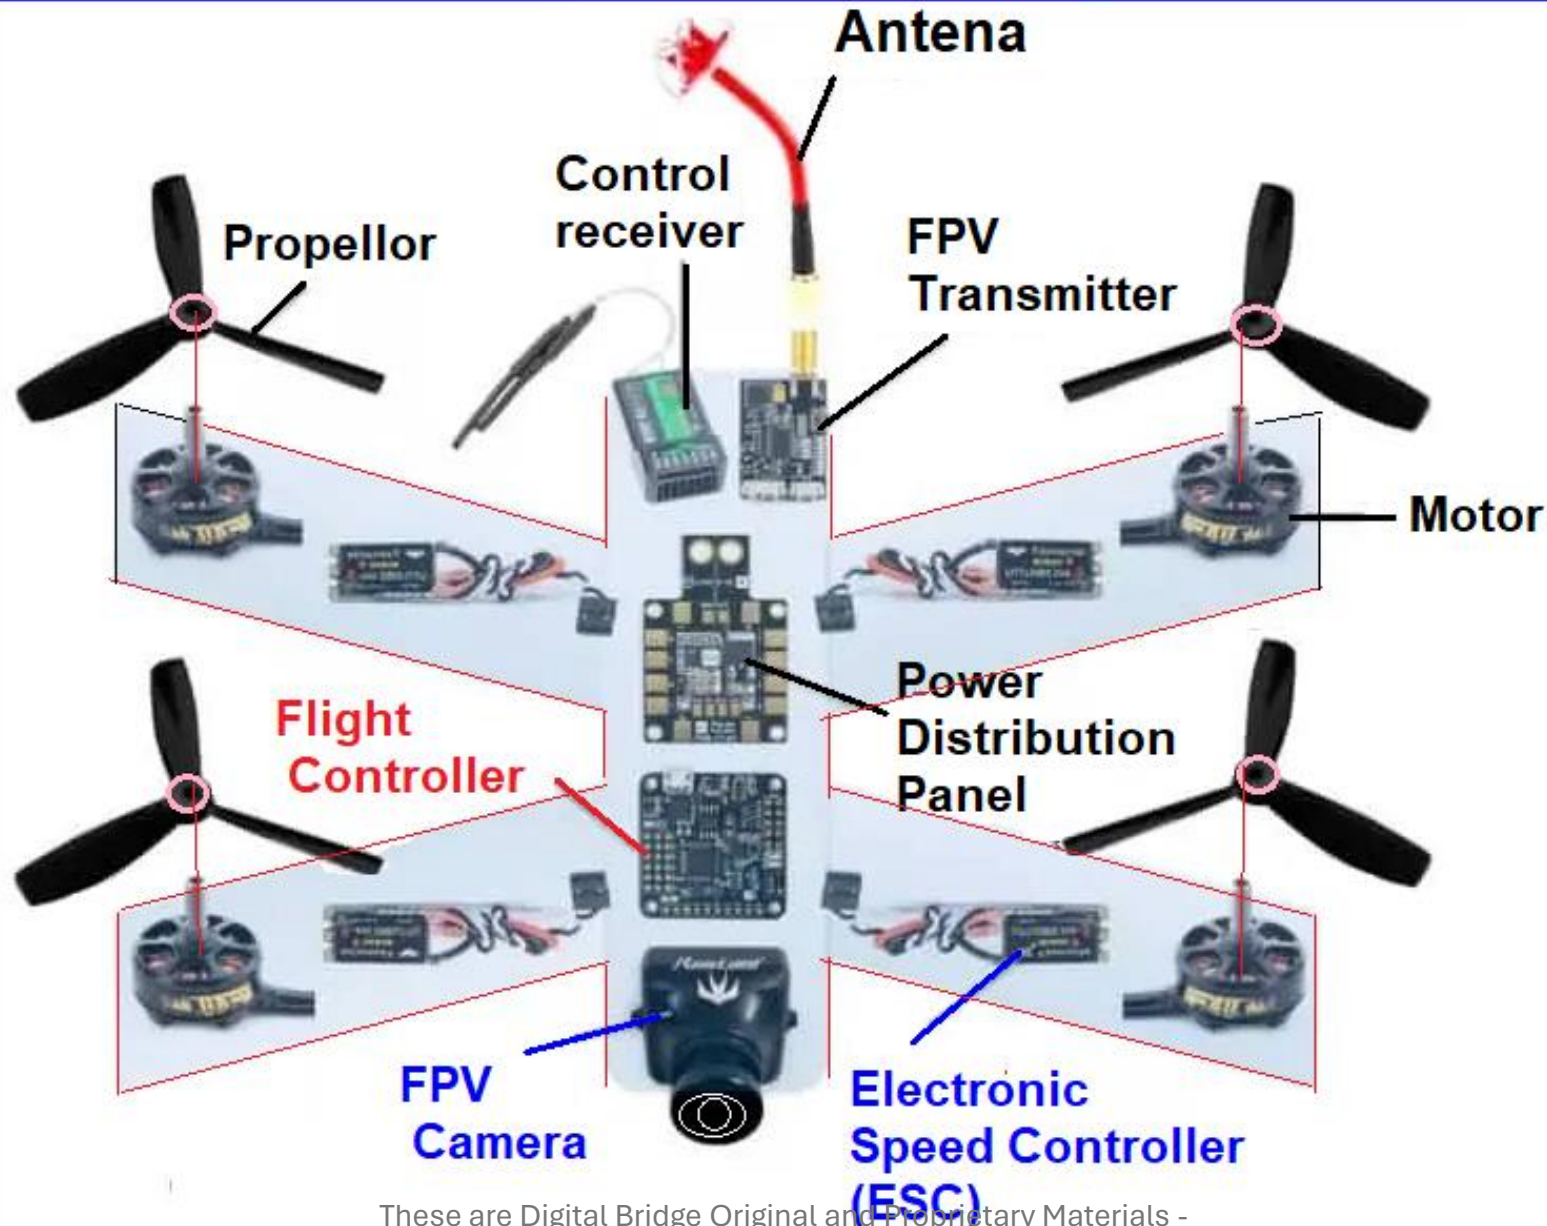 Antena
Control
receiver
FPV
Transmitter
Propellor
Motor
Power
Distribution
Panel
Flight
Controller
FPV
Camera
Electronic
Speed Controller
(ESC)
These are Digital Bridge Original and Proprietary Materials -